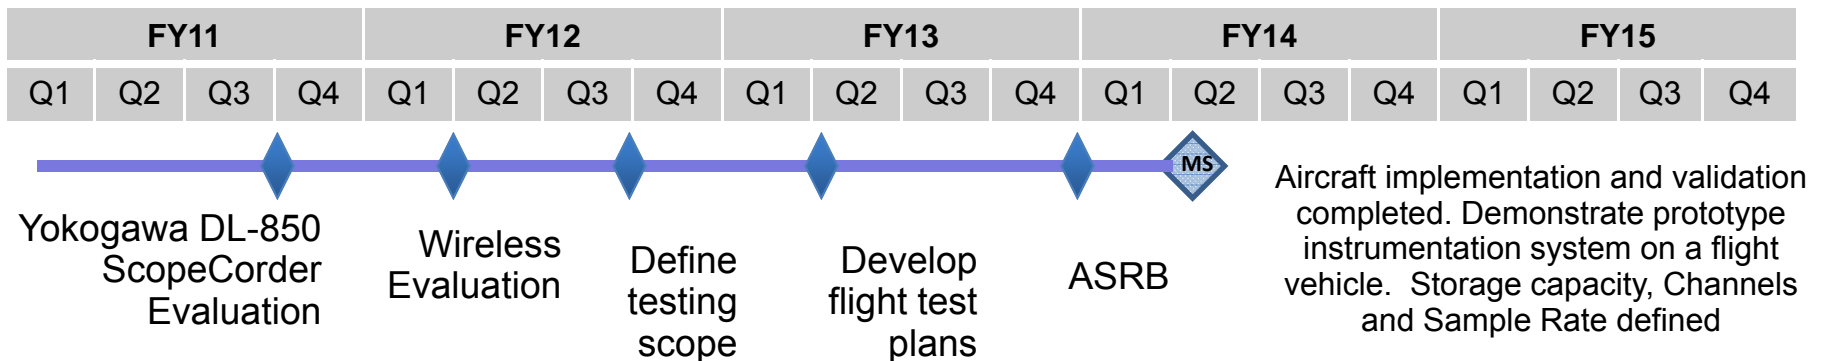 FY11 FY12 FY13 FY14 FY15
Q1 Q2 Q3 Q4 Q1 Q2 Q3 Q4 Q1 Q2 Q3 Q4 Q1 Q2 Q3 Q4 Q1 Q2 Q3 Q4
MS
Yokogawa DL-850
ScopeCorder
Evaluation
Wireless
Evaluation
Define
testing
scope
Develop
flight test
plans
ASRB
Aircraft implementation and validation
completed. Demonstrate prototype
instrumentation system on a flight
vehicle.  Storage capacity, Channels
and Sample Rate defined